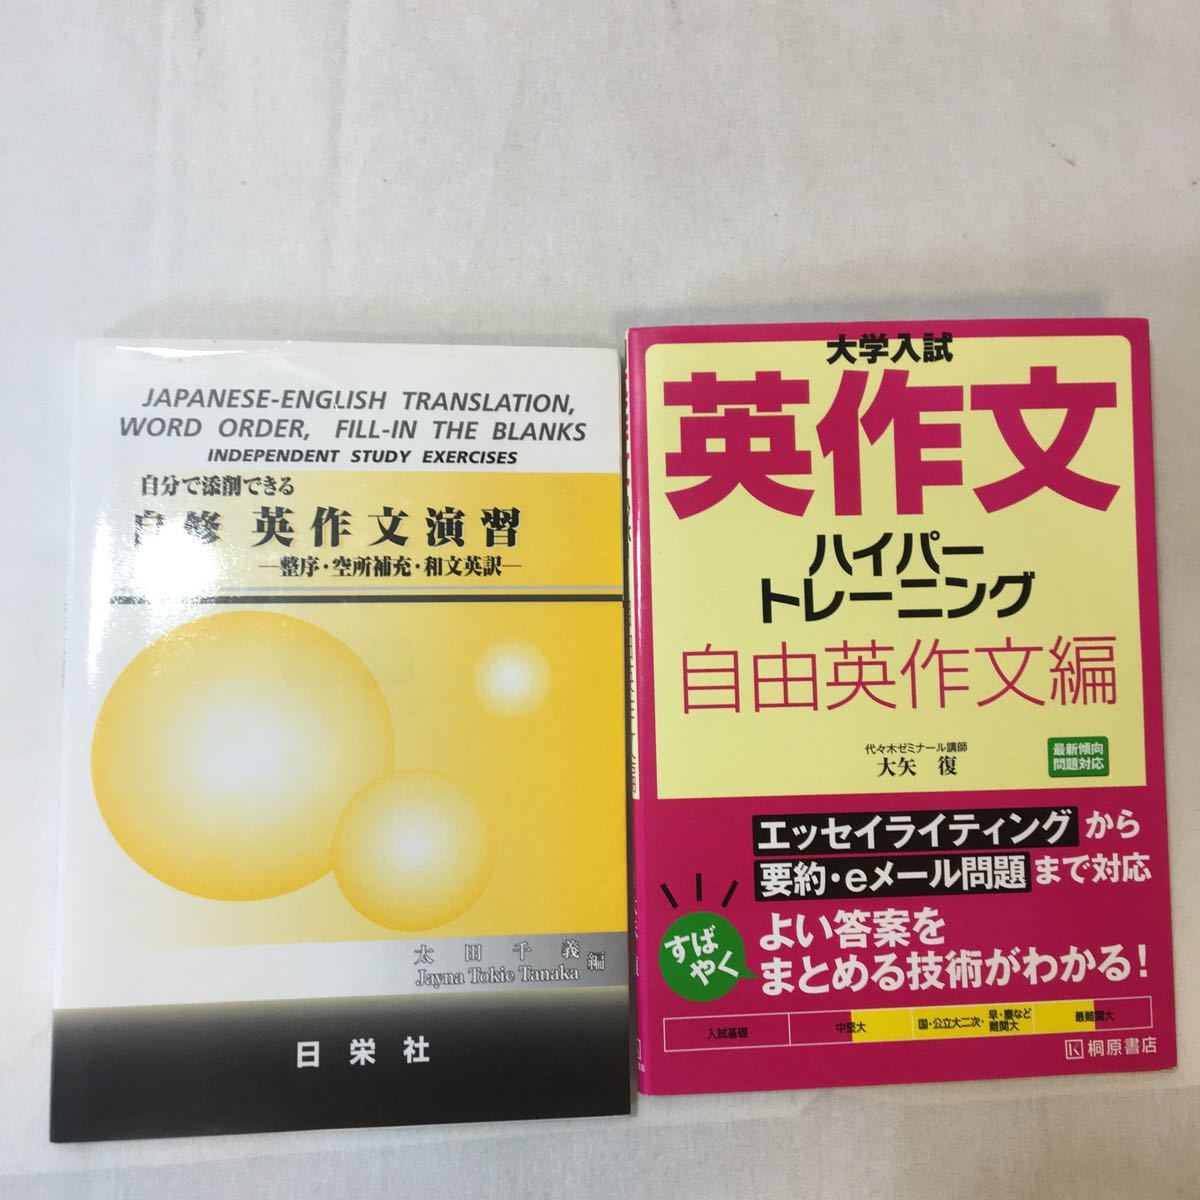 JAPANESE-ENGLISH TRANSLATION,
WORD ORDER, FILL-IN THE BLANKS
INDEPENDENT STUDY EXERCISES
自分で添削できる
自修 英作文演習
―整序・空所補充・和文英訳―
太田千義
Jayna Tokie Tanaka
編
日栄社
大学入試
英作文
ハイパー
トレーニング
自由英作文編
代々木ゼミナール講師
大矢 復
最新傾向
問題対応
エッセイライティングから
要約・eメール問題まで対応
すばやく
よい答案を
まとめる技術がわかる!
入試基礎
中堅大
国・公立大二次・
早・慶など
難関大
最難関大
桐原書店